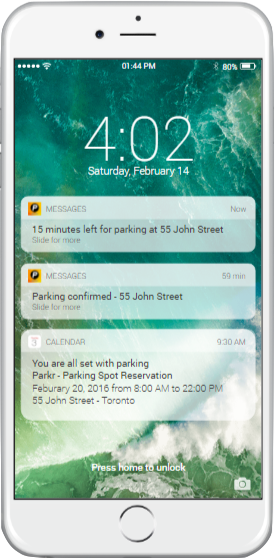 01:44 PM 80%
4:02
Saturday, February 14
MESSAGES Now
15 minutes left for parking at 55 John Street
Slide for more
MESSAGES 59 min
Parking confirmed - 55 John Street
Slide for more
CALENDAR 9:30 AM
You are all set with parking
Parkr - Parking Spot Reservation
Feburary 20, 2016 from 8:00 AM to 22:00 PM
55 John Street - Toronto
Press home to unlock